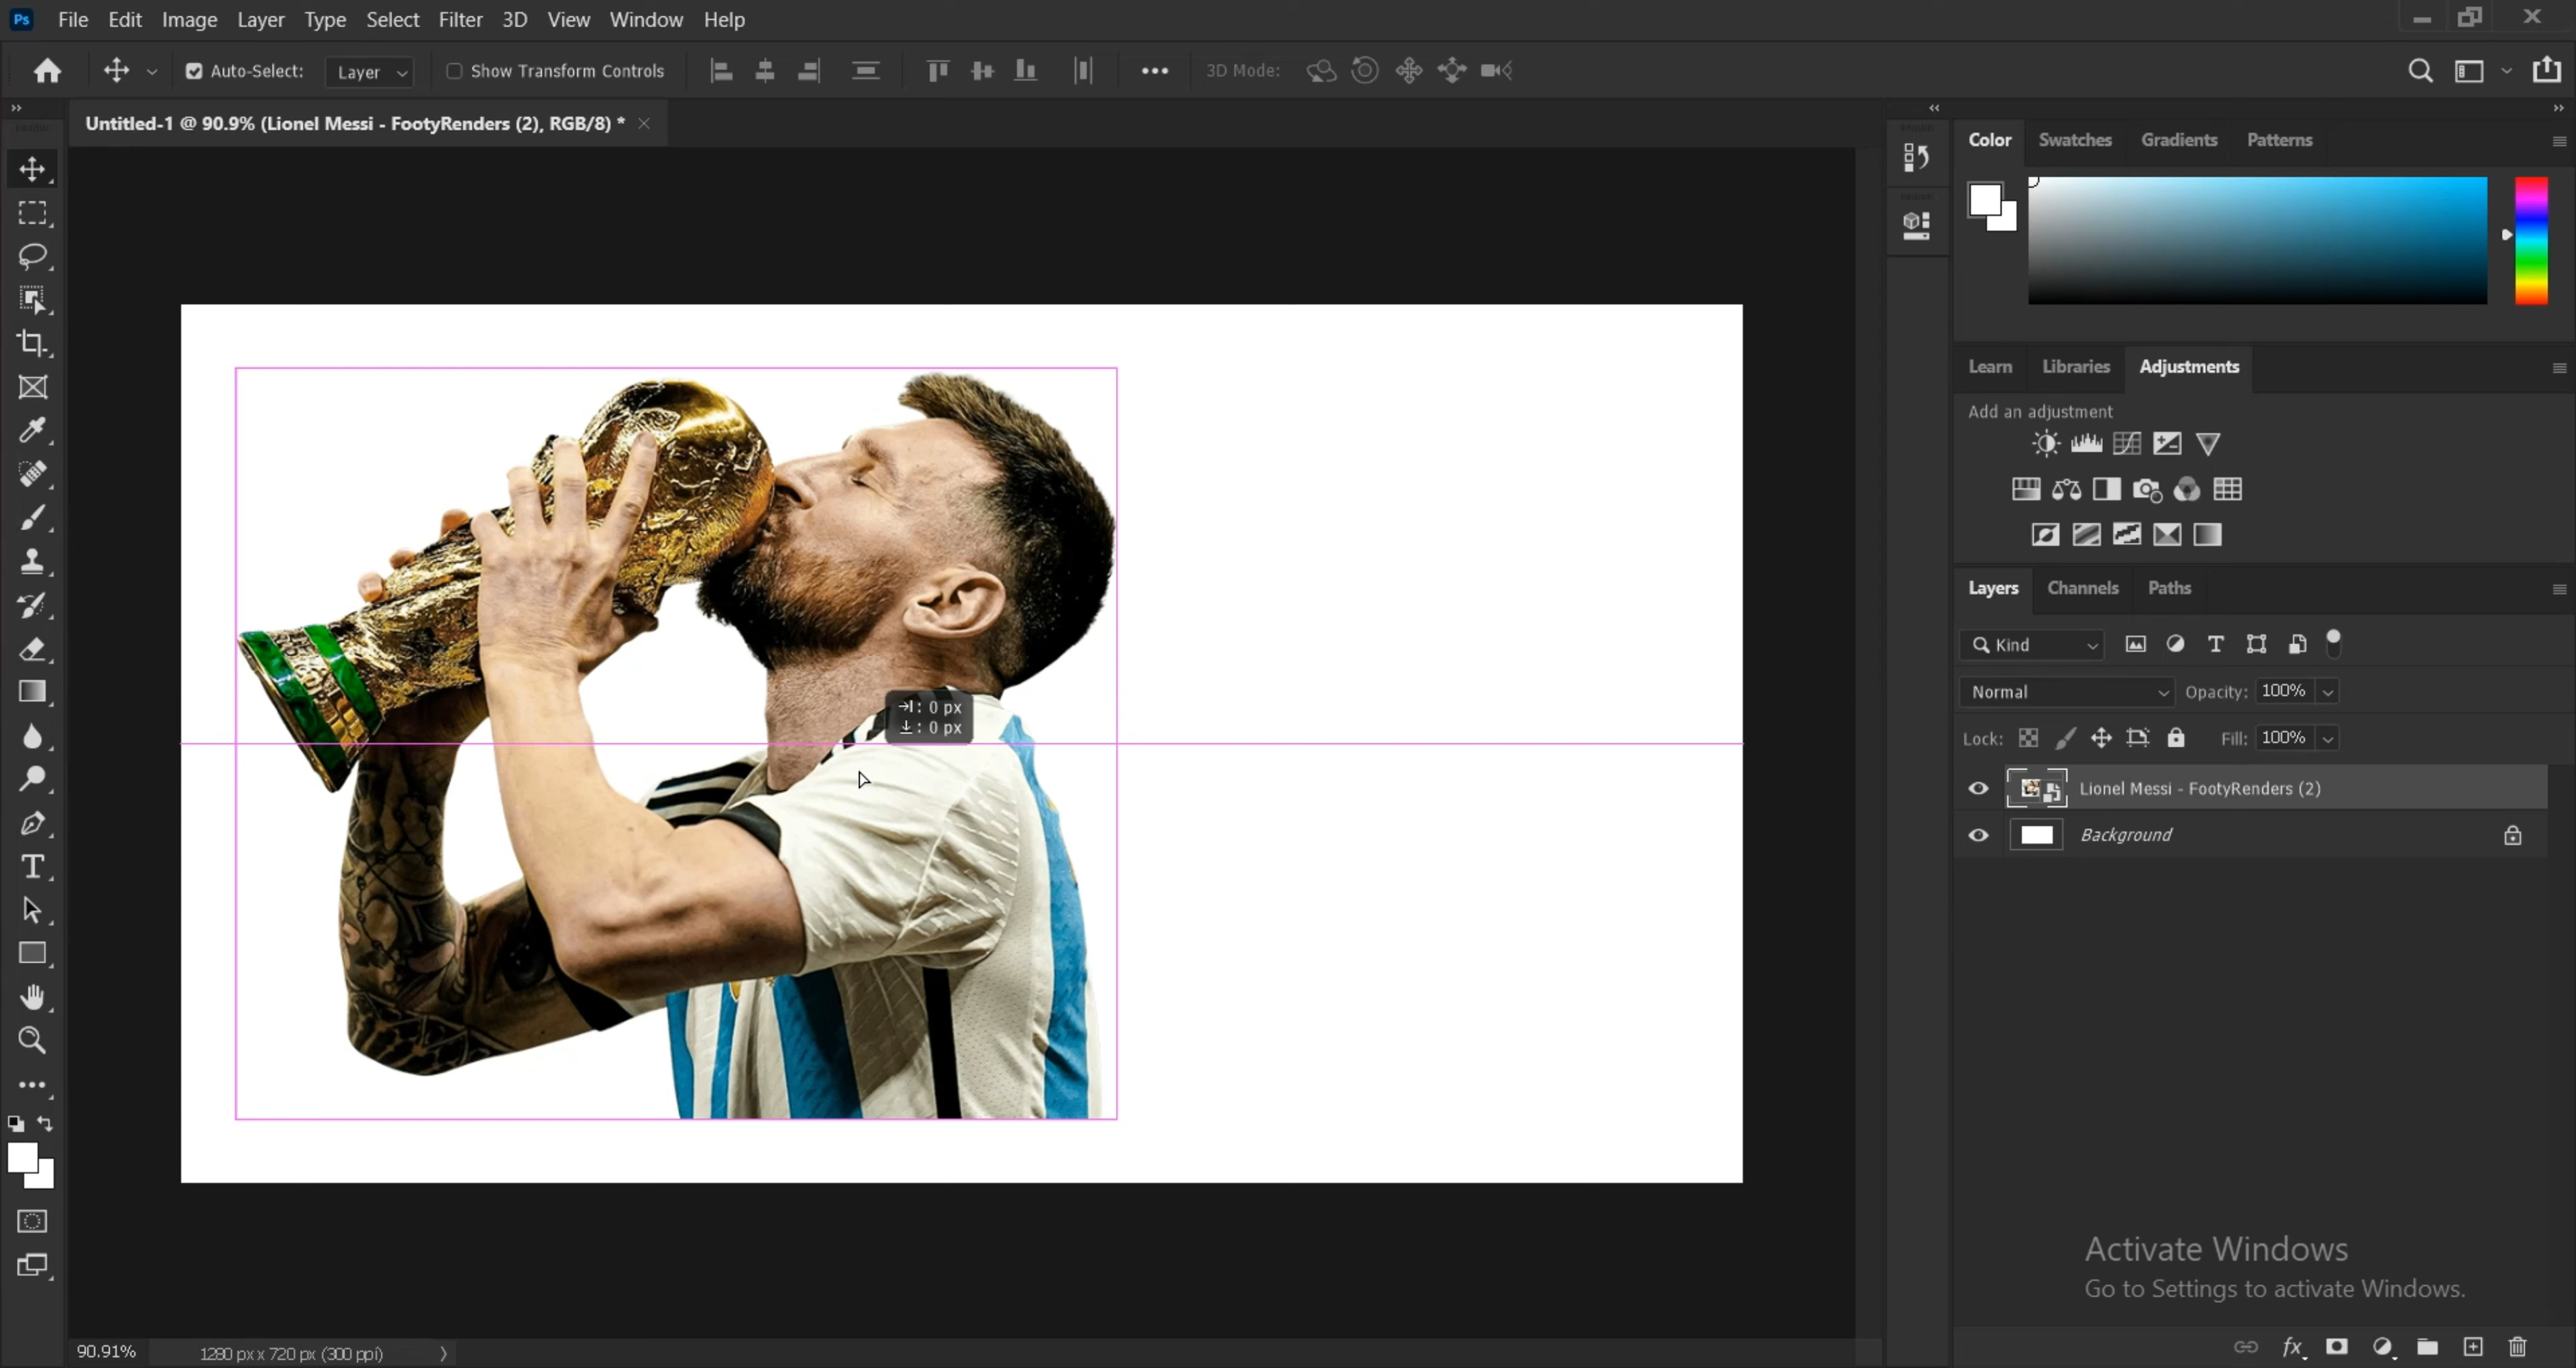 Ps File Edit Image Layer Type Select Filter 3D View Window Help
Auto-Select: Layer Show Transform Controls 3D Mode:
Untitled-1 @ 90.9% (Lionel Messi - FootyRenders (2), RGB/8) *
Color Swatches Gradients Patterns
Learn Libraries Adjustments
Add an adjustment
Layers Channels Paths
Kind
Normal Opacity: 100%
Lock: Fill: 100%
Lionel Messi - FootyRenders (2)
Background
: 0 px
: 0 px
Activate Windows
Go to Settings to activate Windows.
fx
90.91% 1280 px x 720 px (300 ppi)